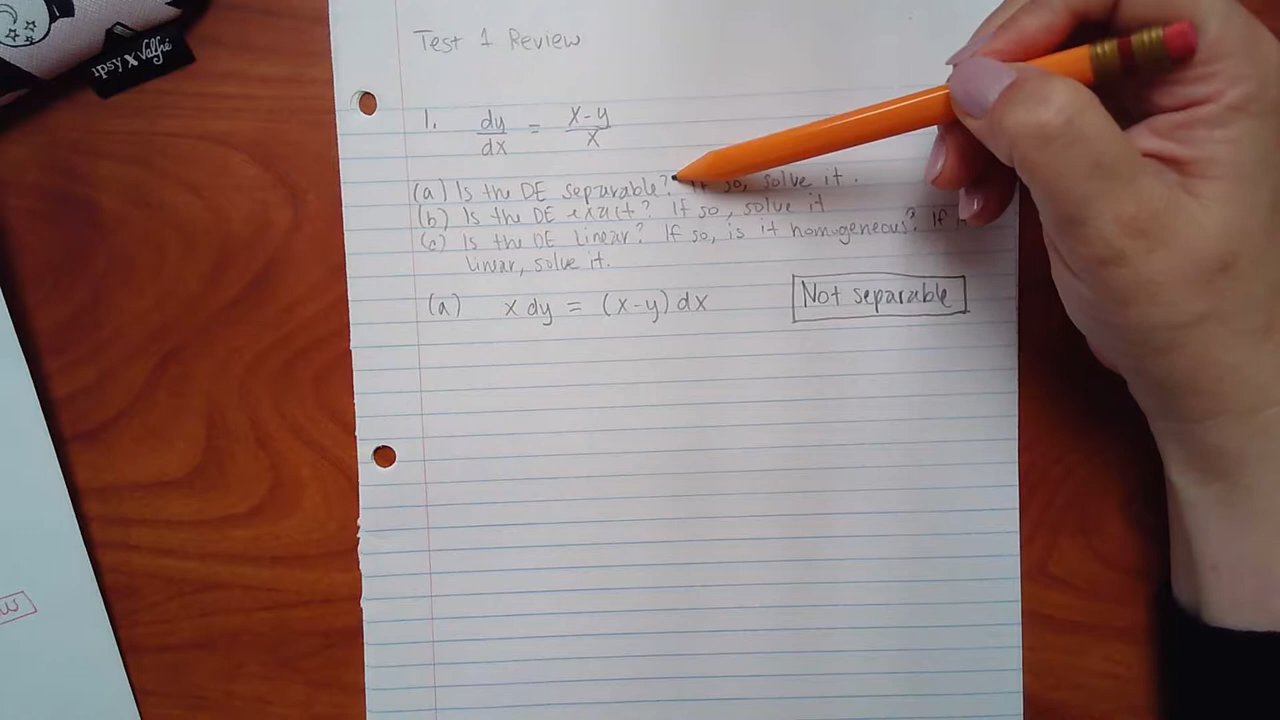 ipsy x Valfré
Test 1 Review
1. dy/dx = x-y/x
(a) Is the DE separable? If so, solve it.
(b) Is the DE exact? If so, solve it
(c) Is the DE linear? If so, is it homogeneous? If
linear, solve it.
(a) x dy = (x-y) dx Not separable